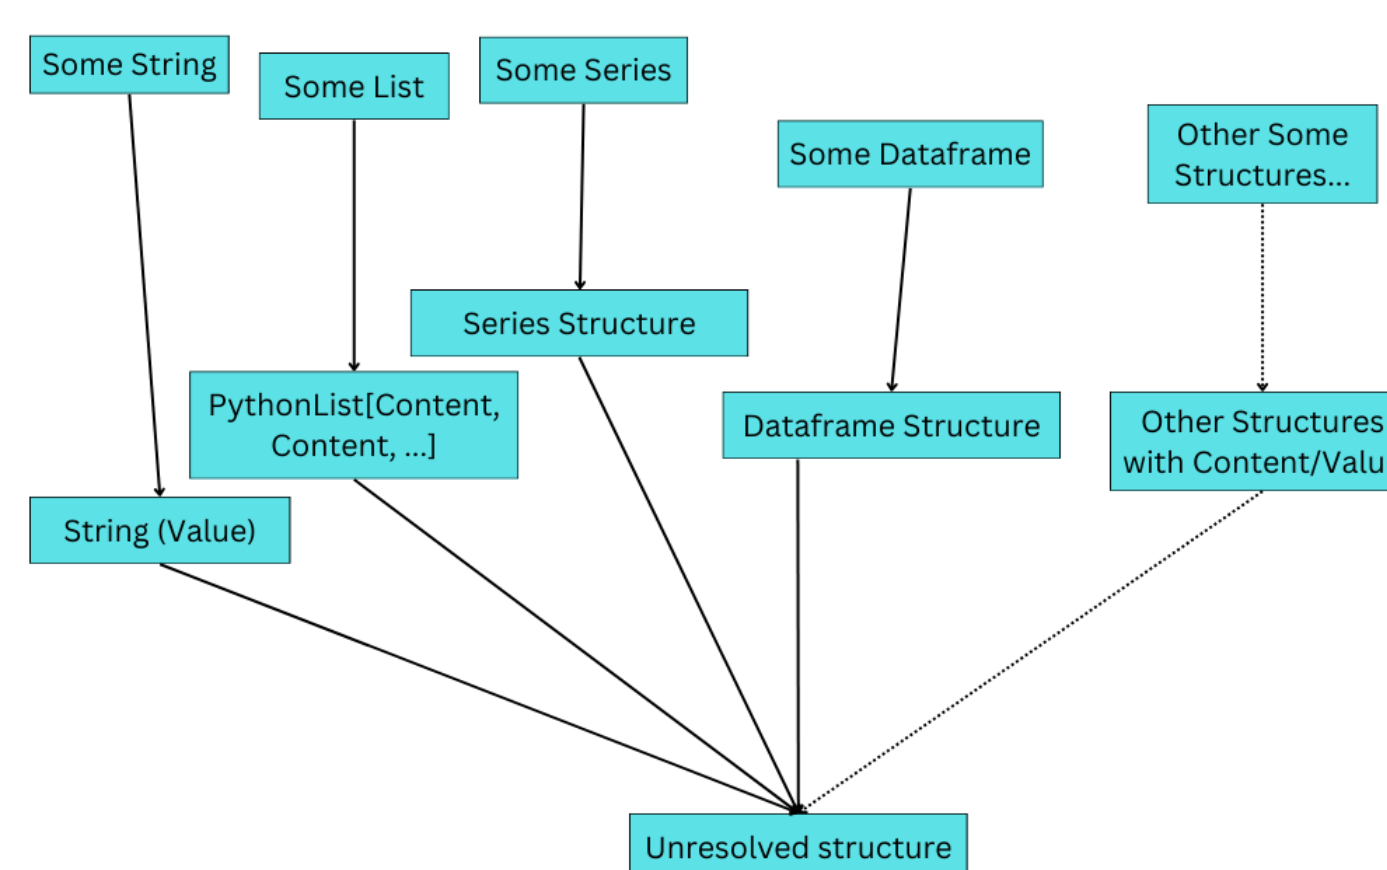 Some String
Some List
Some Series
Some Dataframe
Other Some
Structures...
Series Structure
PythonList[Content,
Content, ...]
Dataframe Structure
Other Structures
with Content/Valu
String (Value)
Unresolved structure